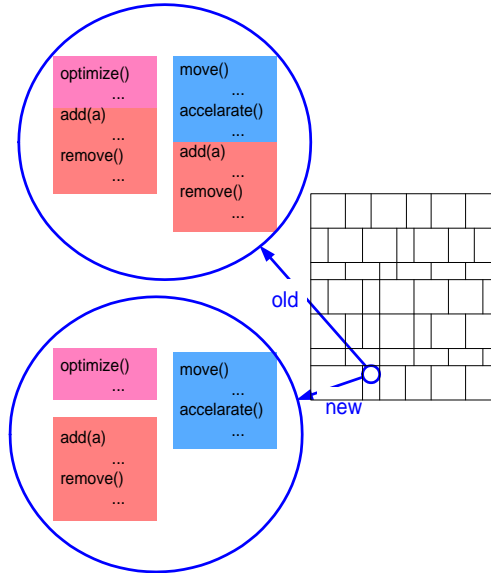 optimize()
...
add(a)
...
remove()
...
move()
...
accelarate()
...
add(a)
...
remove()
...
old
new
optimize()
...
add(a)
...
remove()
...
move()
...
accelarate()
...